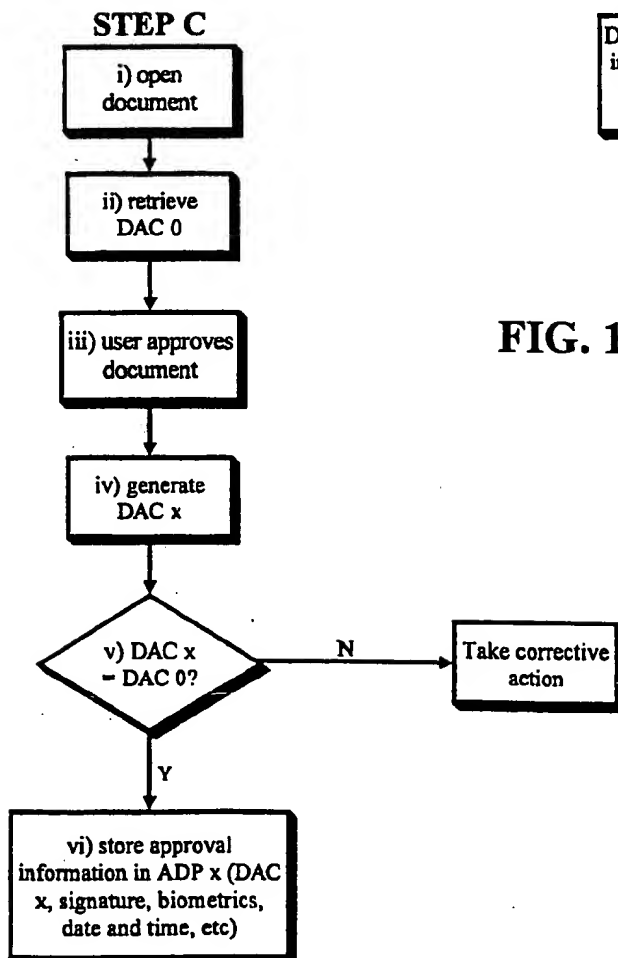 STEP C
i) open
document
ii) retrieve
DAC 0
iii) user approves
document
iv) generate
DAC x
v) DAC x
= DAC 0?
N
Take corrective
action
Y
vi) store approval
information in ADP x (DAC
x, signature, biometrics,
date and time, etc)
FIG. 1